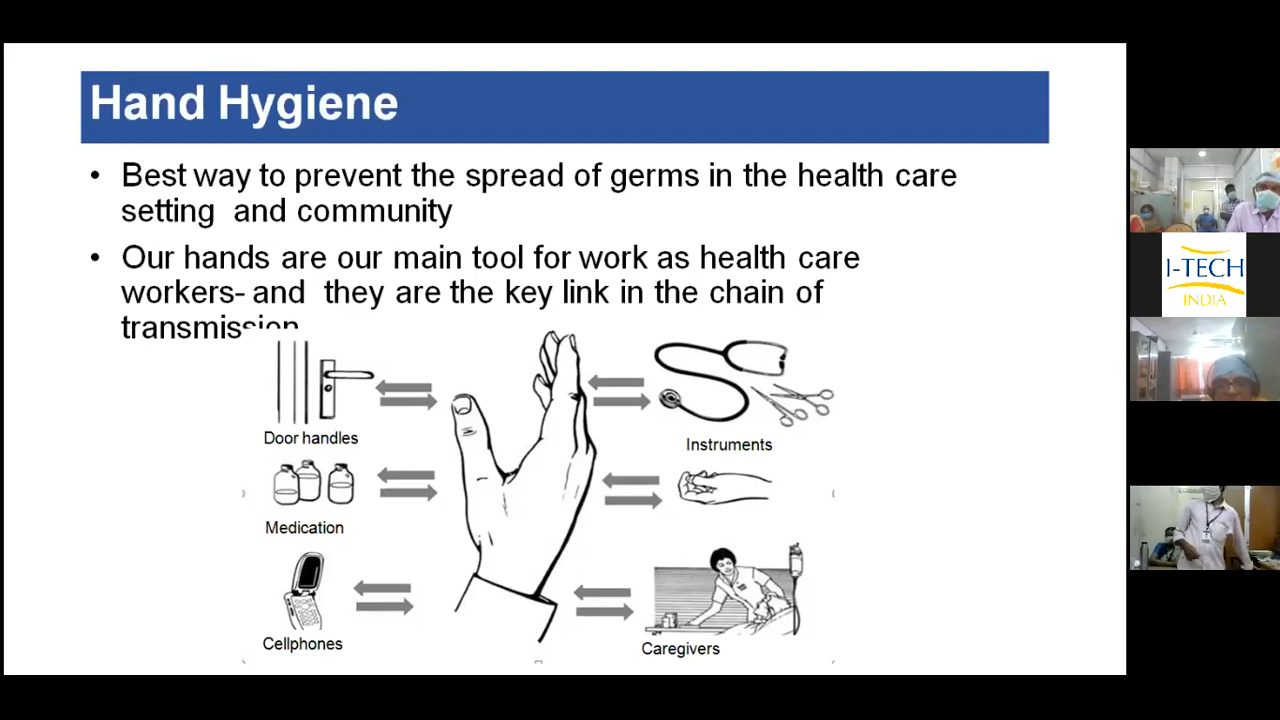 Hand Hygiene
• Best way to prevent the spread of germs in the health care
setting and community
• Our hands are our main tool for work as health care
workers- and they are the key link in the chain of
transmission
Door handles
Instruments
Medication
Cellphones
Caregivers
I-TECH
INDIA